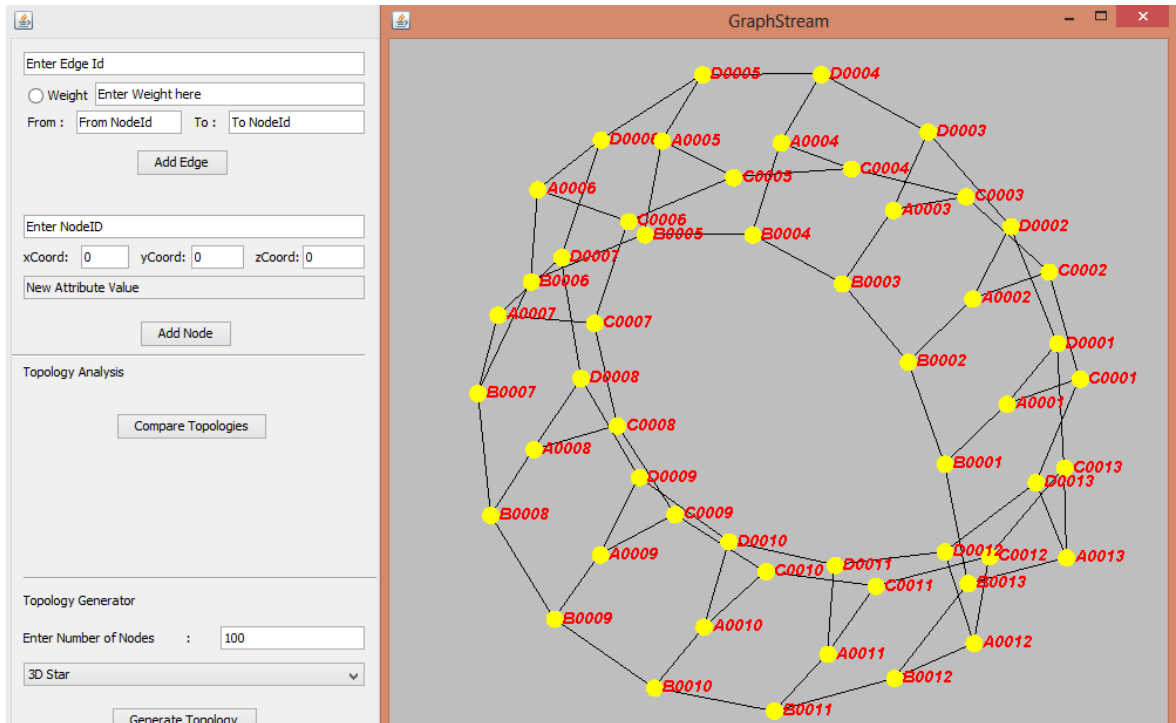 GraphStream
Enter Edge Id
Weight Enter Weight here
From : From NodeId To : To NodeId
Add Edge
Enter NodeID
xCoord: 0 yCoord: 0 zCoord: 0
New Attribute Value
Add Node
Topology Analysis
Compare Topologies
Topology Generator
Enter Number of Nodes : 100
3D Star
Generate Topology
D0005
D0004
D0003
D0006
A0005
A0004
C0005
C0004
A0006
C0003
A0003
C0006
D0002
B0005
B0004
D0007
C0002
B0006
B0003
A0002
A0007
C0007
D0001
B0002
D0008
C0001
B0007
A0001
C0008
A0008
B0001
C0013
D0009
D0013
B0008
C0009
D0010
D0012
A0009
C0012
A0013
D0011
C0010
B0013
C0011
B0009
A0010
A0012
A0011
B0012
B0010
B0011